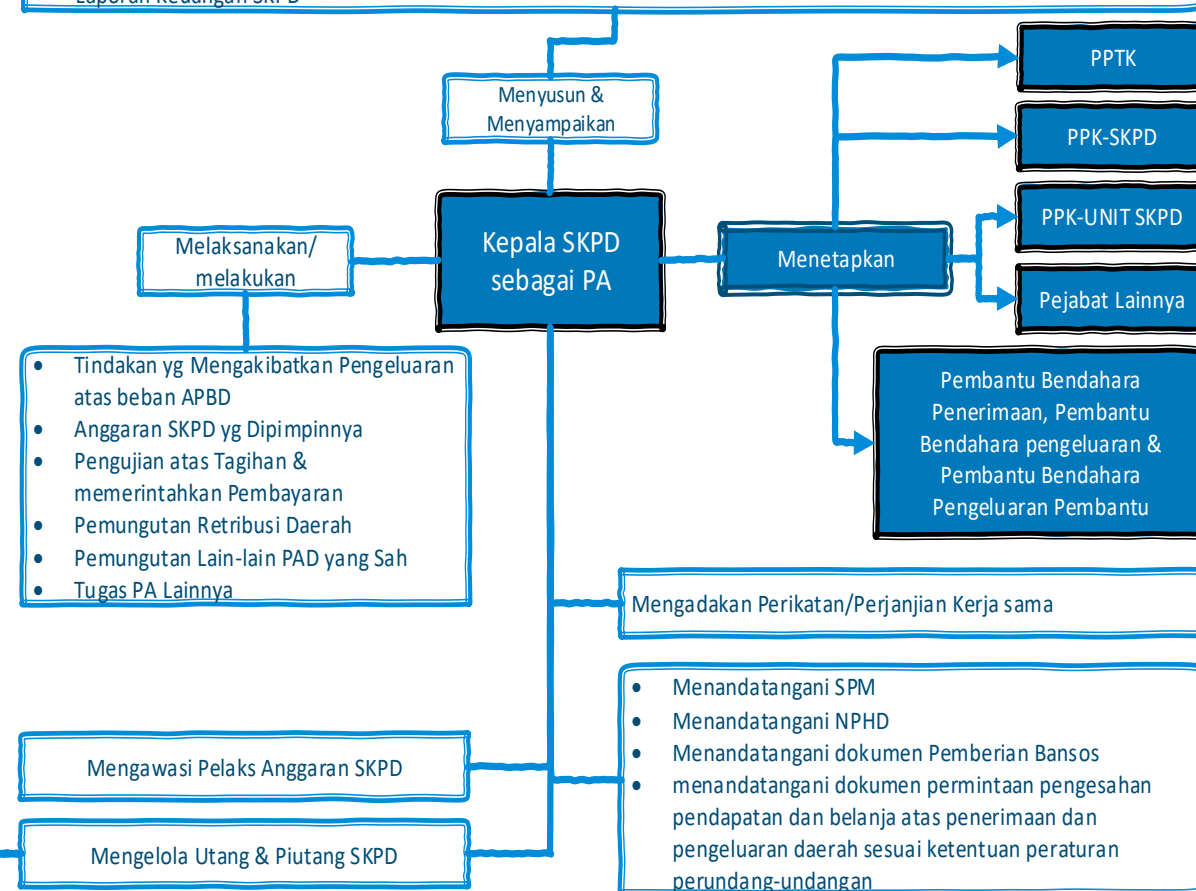 Laporan Keuangan SKPD
Menyusun &
Menyampaikan
PPTK
PPK-SKPD
PPK-UNIT SKPD
Pejabat Lainnya
Menetapkan
Kepala SKPD
sebagai PA
Melaksanakan/
melakukan
• Tindakan yg Mengakibatkan Pengeluaran
atas beban APBD
• Anggaran SKPD yg Dipimpinnya
• Pengujian atas Tagihan &
memerintahkan Pembayaran
• Pemungutan Retribusi Daerah
• Pemungutan Lain-lain PAD yang Sah
• Tugas PA Lainnya
Pembantu Bendahara
Penerimaan, Pembantu
Bendahara pengeluaran &
Pembantu Bendahara
Pengeluaran Pembantu
Mengadakan Perikatan/Perjanjian Kerja sama
• Menandatangani SPM
• Menandatangani NPHD
• Menandatangani dokumen Pemberian Bansos
• menandatangani dokumen permintaan pengesahan
pendapatan dan belanja atas penerimaan dan
pengeluaran daerah sesuai ketentuan peraturan
perundang-undangan
Mengawasi Pelaks Anggaran SKPD
Mengelola Utang & Piutang SKPD